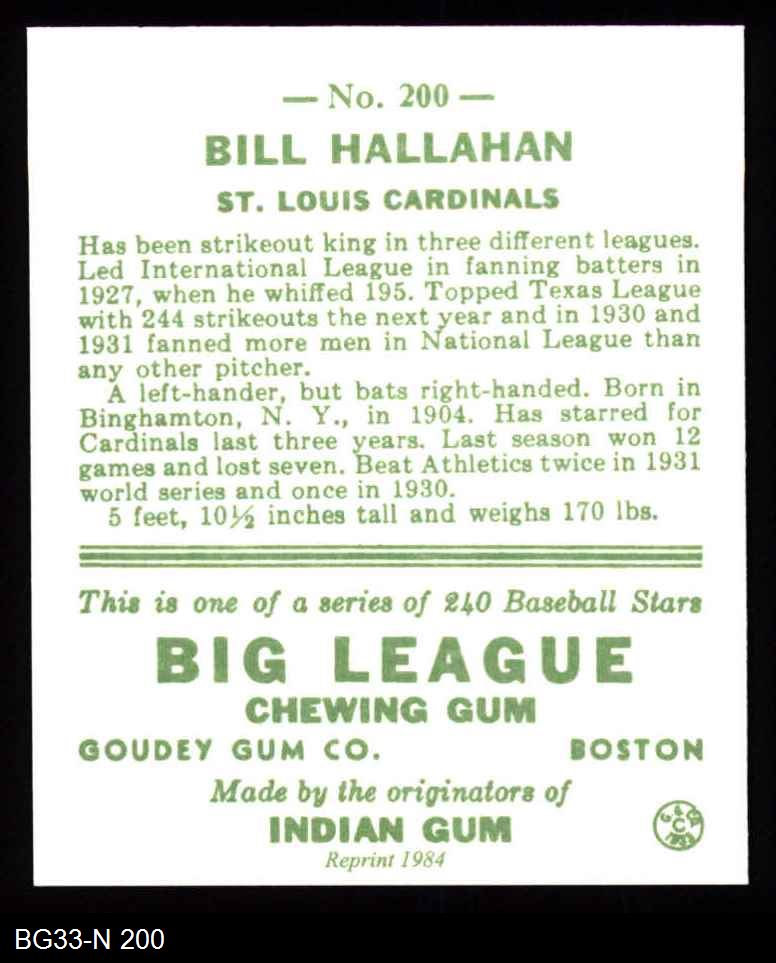 — No. 200 —
BILL HALLAHAN
ST. LOUIS CARDINALS
Has been strikeout king in three different leagues.
Led International League in fanning batters in
1927, when he whiffed 195. Topped Texas League
with 244 strikeouts the next year and in 1930 and
1931 fanned more men in National League than
any other pitcher.
A left-hander, but bats right-handed. Born in
Binghamton, N. Y., in 1904. Has starred for
Cardinals last three years. Last season won 12
games and lost seven. Beat Athletics twice in 1931
world series and once in 1930.
5 feet, 10½ inches tall and weighs 170 lbs.
This is one of a series of 240 Baseball Stars
BIG LEAGUE
CHEWING GUM
GOUDEY GUM CO. BOSTON
Made by the originators of
INDIAN GUM
Reprint 1984
C
BG33-N 200